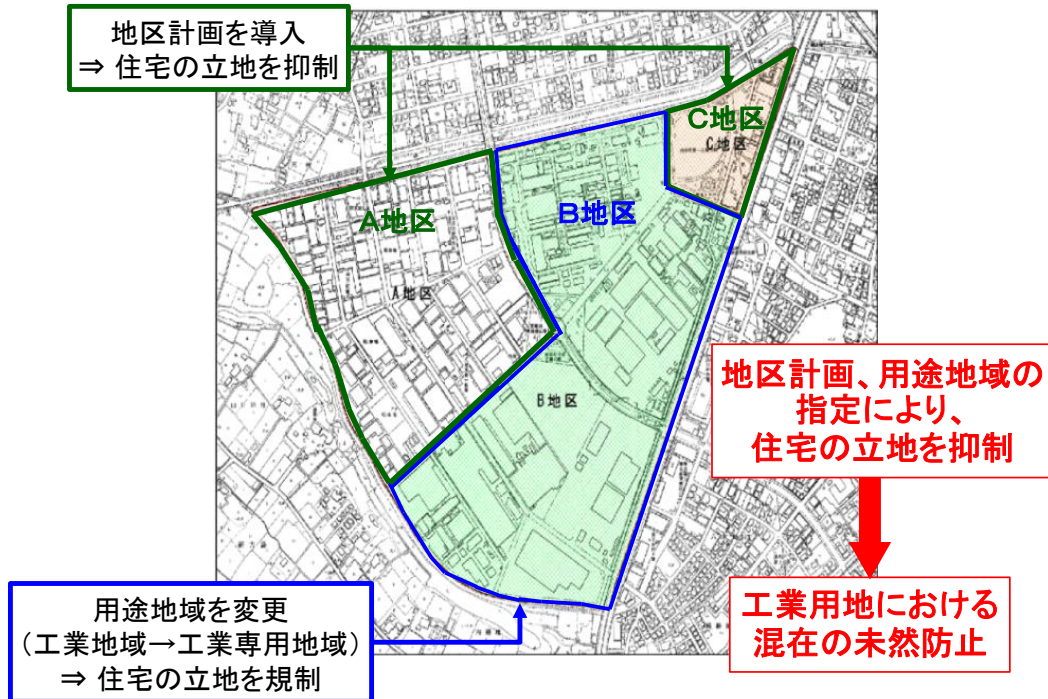 地区計画を導入
⇒ 住宅の立地を抑制
C地区
C地区
A地区
B地区
A地区
B地区
地区計画、用途地域の
指定により、
住宅の立地を抑制
用途地域を変更
（工業地域→工業専用地域）
⇒ 住宅の立地を規制
工業用地における
混在の未然防止